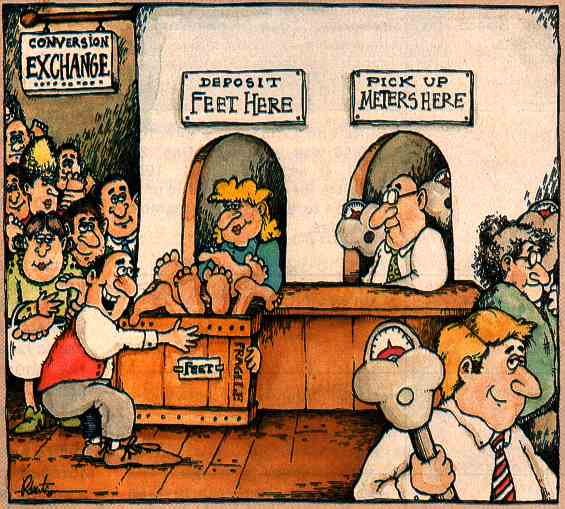 CONVERSION
EXCHANGE
DEPOSIT
FEET HERE
PICK UP
METERS HERE
FEET
FRAGILE